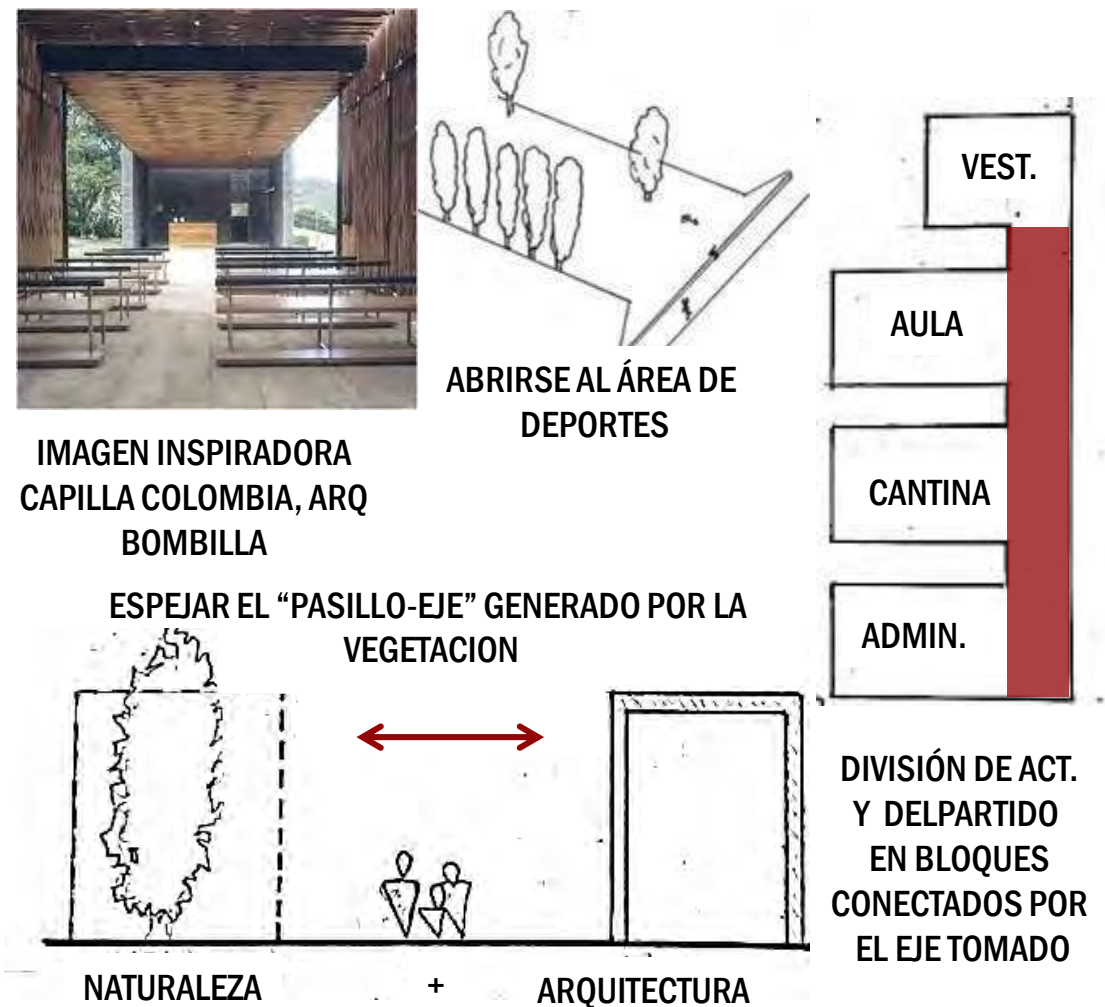 VEST.
AULA
CANTINA
ADMIN.
ABRIRSE AL ÁREA DE
DEPORTES
IMAGEN INSPIRADORA
CAPILLA COLOMBIA, ARQ
BOMBILLA
ESPEJAR EL “PASILLO-EJE” GENERADO POR LA
VEGETACION
NATURALEZA + ARQUITECTURA
DIVISIÓN DE ACT.
Y DELPARTIDO
EN BLOQUES
CONECTADOS POR
EL EJE TOMADO